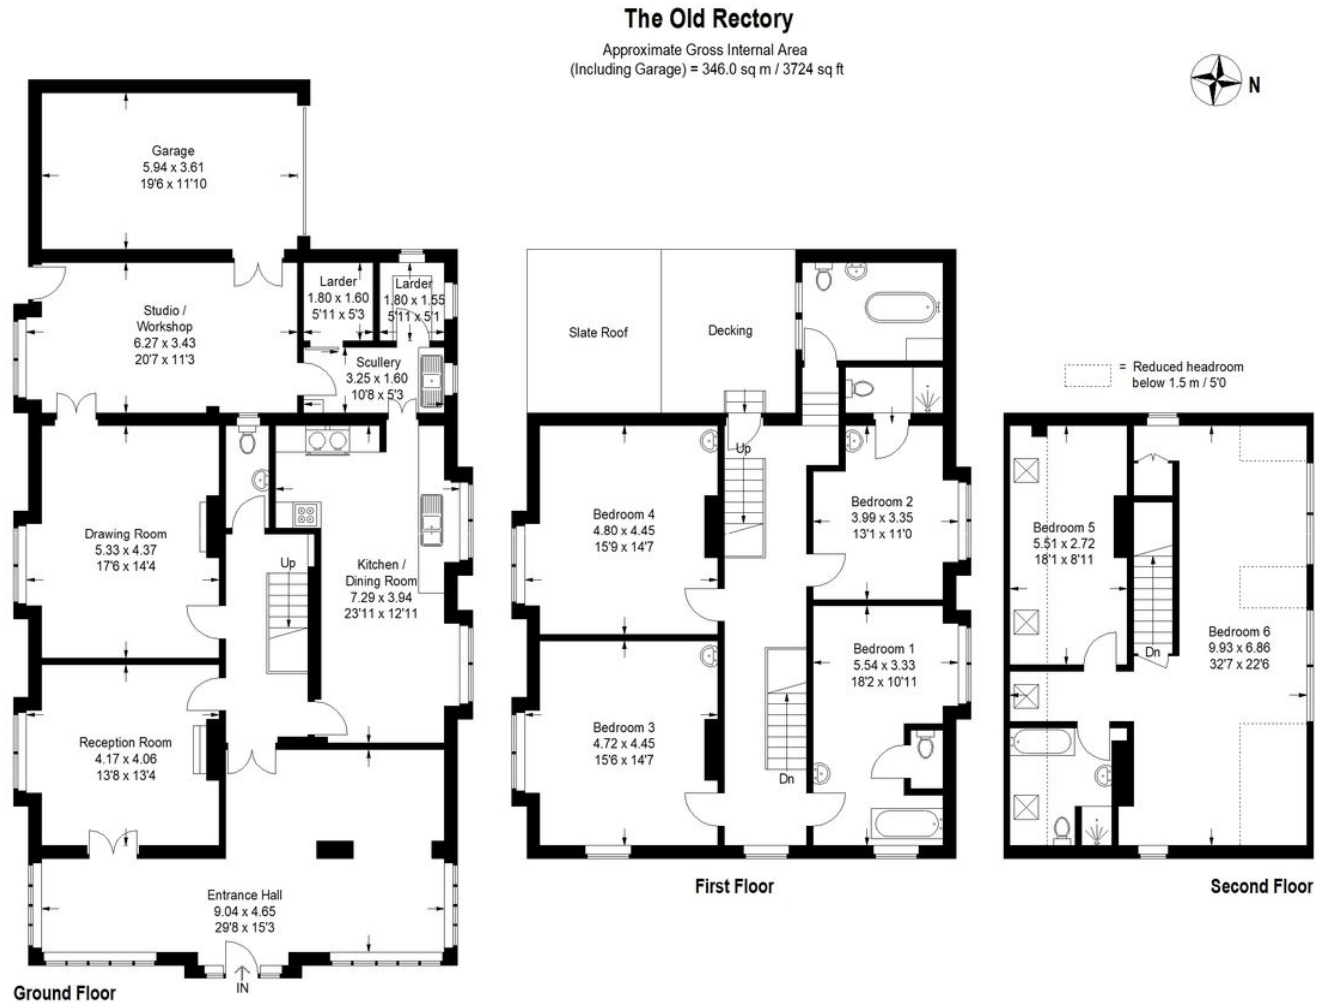 The Old Rectory
Approximate Gross Internal Area
(Including Garage) = 346.0 sq m / 3724 sq ft
N
Garage
5.94 x 3.61
19'6 x 11'10
Studio /
Workshop
6.27 x 3.43
20'7 x 11'3
Larder
1.80 x 1.60
5'11 x 5'3
Larder
1.80 x 1.55
5'11 x 5'1
Scullery
3.25 x 1.60
10'8 x 5'3
Drawing Room
5.33 x 4.37
17'6 x 14'4
Up
Kitchen /
Dining Room
7.29 x 3.94
23'11 x 12'11
Reception Room
4.17 x 4.06
13'8 x 13'4
Entrance Hall
9.04 x 4.65
29'8 x 15'3
IN
Ground Floor
Slate Roof
Decking
Up
Bedroom 4
4.80 x 4.45
15'9 x 14'7
Bedroom 2
3.99 x 3.35
13'1 x 11'0
Bedroom 1
5.54 x 3.33
18'2 x 10'11
Bedroom 3
4.72 x 4.45
15'6 x 14'7
Dn
First Floor
= Reduced headroom
below 1.5 m / 5'0
Bedroom 5
5.51 x 2.72
18'1 x 8'11
Dn
Bedroom 6
9.93 x 6.86
32'7 x 22'6
Second Floor